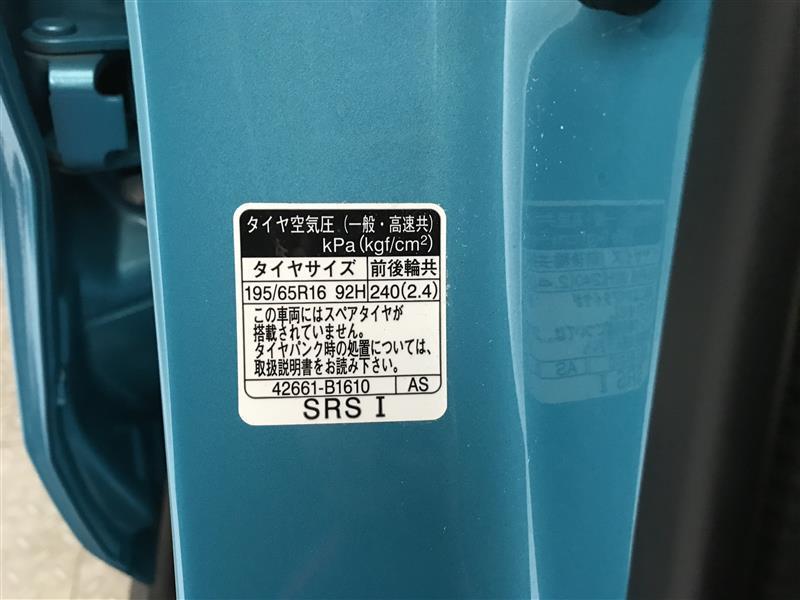 タイヤ空気圧（一般・高速共）
kPa（kgf/cm²）
タイヤサイズ 前後輪共
195/65R16 92H 240（2.4）
この車両にはスペアタイヤが
搭載されていません。
タイヤパンク時の処置については、
取扱説明書をお読み下さい。
42661-B1610 AS
SRS I